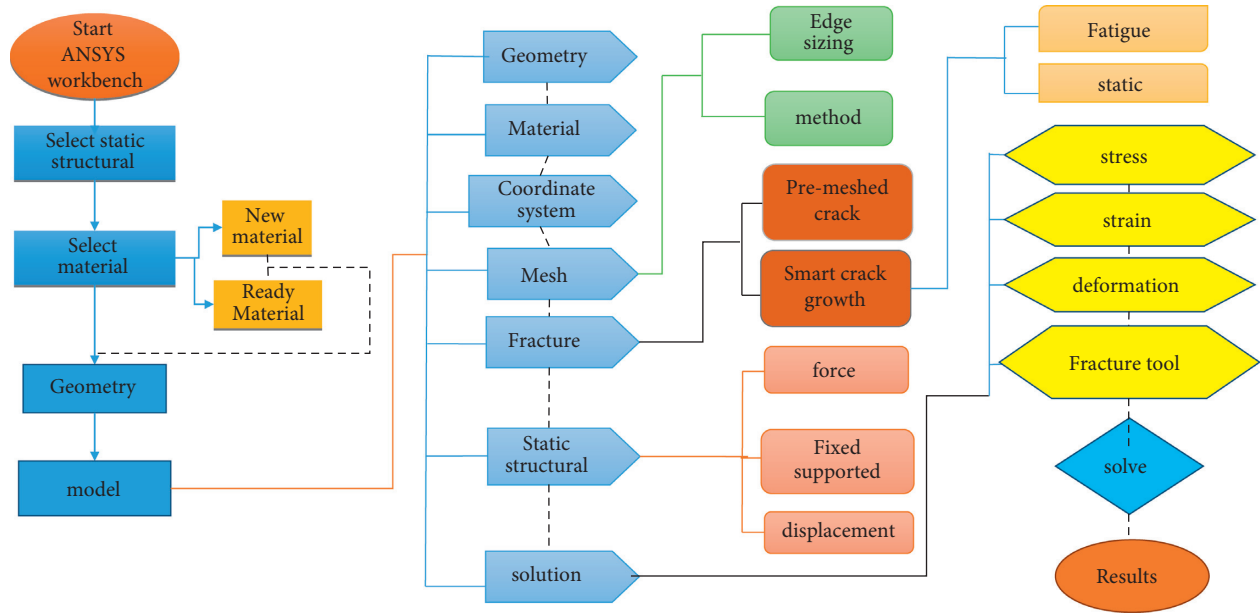 Start
ANSYS
workbench
Select static
structural
Select
material
New
material
Ready
Material
Geometry
model
Geometry
Material
Coordinate
system
Mesh
Fracture
Static
structural
solution
Edge
sizing
method
Pre-meshed
crack
Smart crack
growth
force
Fixed
supported
displacement
Fatigue
static
stress
strain
deformation
Fracture tool
solve
Results